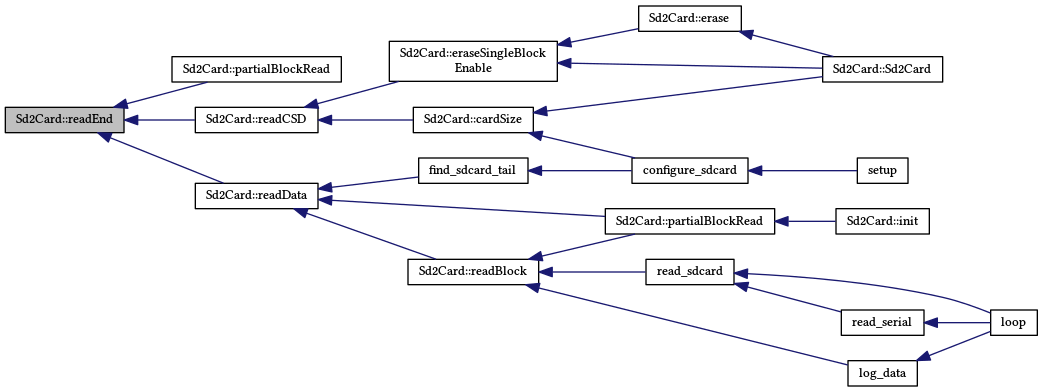 Sd2Card::erase
Sd2Card::eraseSingleBlock
Enable
Sd2Card::partialBlockRead
Sd2Card::Sd2Card
Sd2Card::readEnd
Sd2Card::readCSD
Sd2Card::cardSize
find_sdcard_tail
configure_sdcard
setup
Sd2Card::readData
Sd2Card::partialBlockRead
Sd2Card::init
Sd2Card::readBlock
read_sdcard
read_serial
loop
log_data